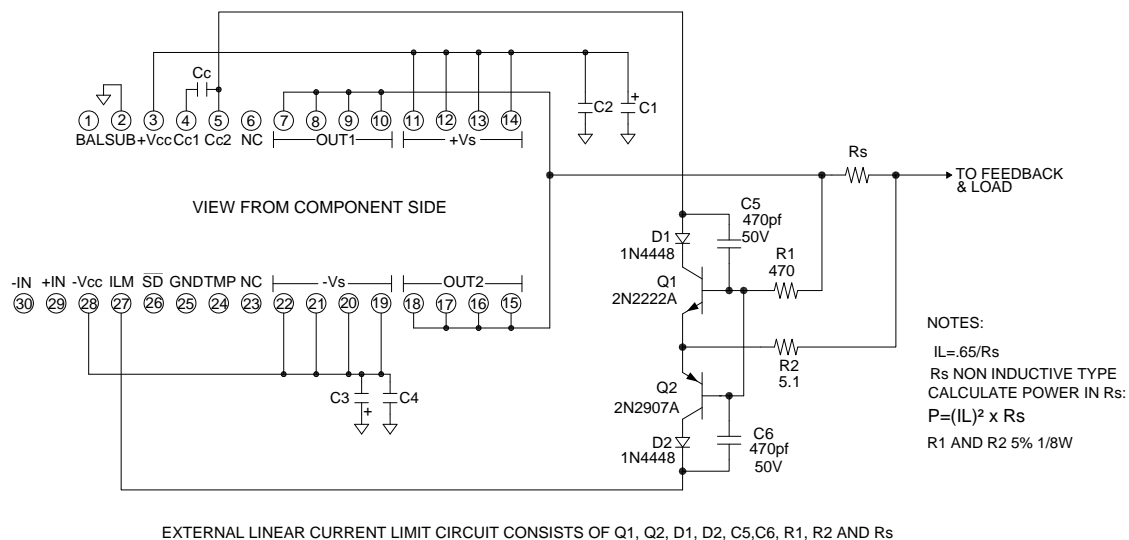 Cc
C2
+
C1
1 2 3 4 5 6 7 8 9 10 11 12 13 14
BAL SUB +Vcc Cc1 Cc2 NC OUT1 +Vs
Rs
TO FEEDBACK
& LOAD
VIEW FROM COMPONENT SIDE
C5
470pf
50V
D1
1N4448
R1
470
Q1
2N2222A
-IN +IN -Vcc ILM SD GND TMP NC -Vs OUT2
30 29 28 27 26 25 24 23 22 21 20 19 18 17 16 15
R2
5.1
C3
+
C4
Q2
2N2907A
D2
1N4448
C6
470pf
50V
NOTES:
IL=.65/Rs
Rs NON INDUCTIVE TYPE
CALCULATE POWER IN Rs:
P=(IL)² x Rs
R1 AND R2 5% 1/8W
EXTERNAL LINEAR CURRENT LIMIT CIRCUIT CONSISTS OF Q1, Q2, D1, D2, C5,C6, R1, R2 AND Rs